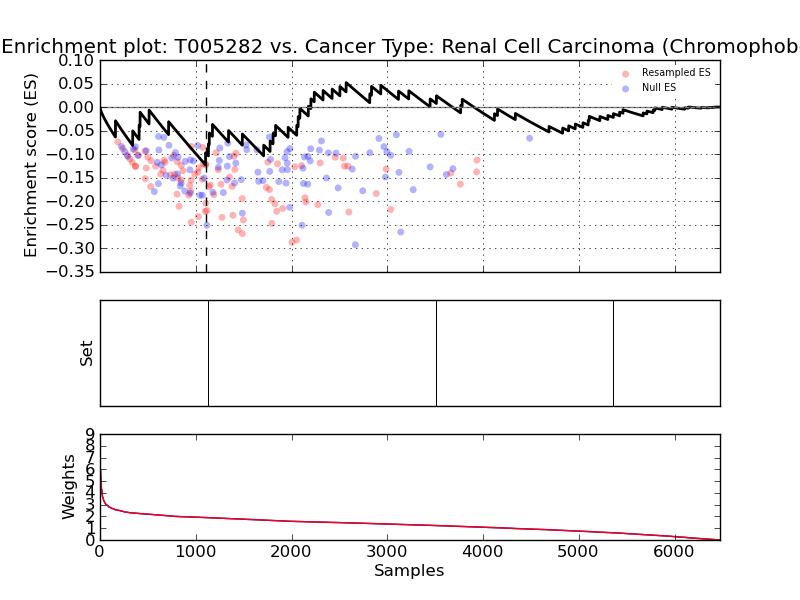 Enrichment plot: T005282 vs. Cancer Type: Renal Cell Carcinoma (Chromophob
0.10
0.05
0.00
−0.05
−0.10
−0.15
−0.20
−0.25
−0.30
−0.35
Enrichment score (ES)
Resampled ES
Null ES
Set
9
8
7
6
5
4
3
2
1
0
Weights
0 1000 2000 3000 4000 5000 6000
Samples